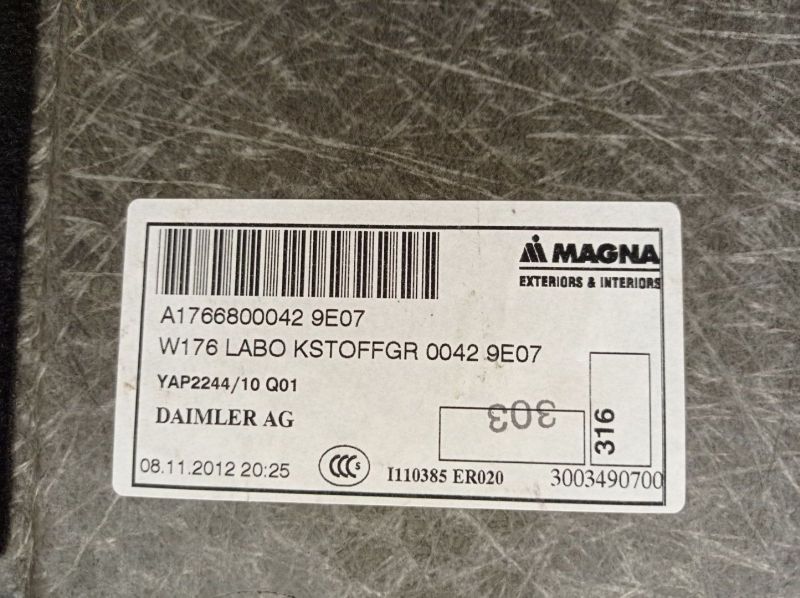 MAGNA
EXTERIORS & INTERIORS
A1766800042 9E07
W176 LABO KSTOFFGR 0042 9E07
YAP2244/10 Q01
DAIMLER AG
303
316
08.11.2012 20:25
CCC S
I110385 ER020
3003490700